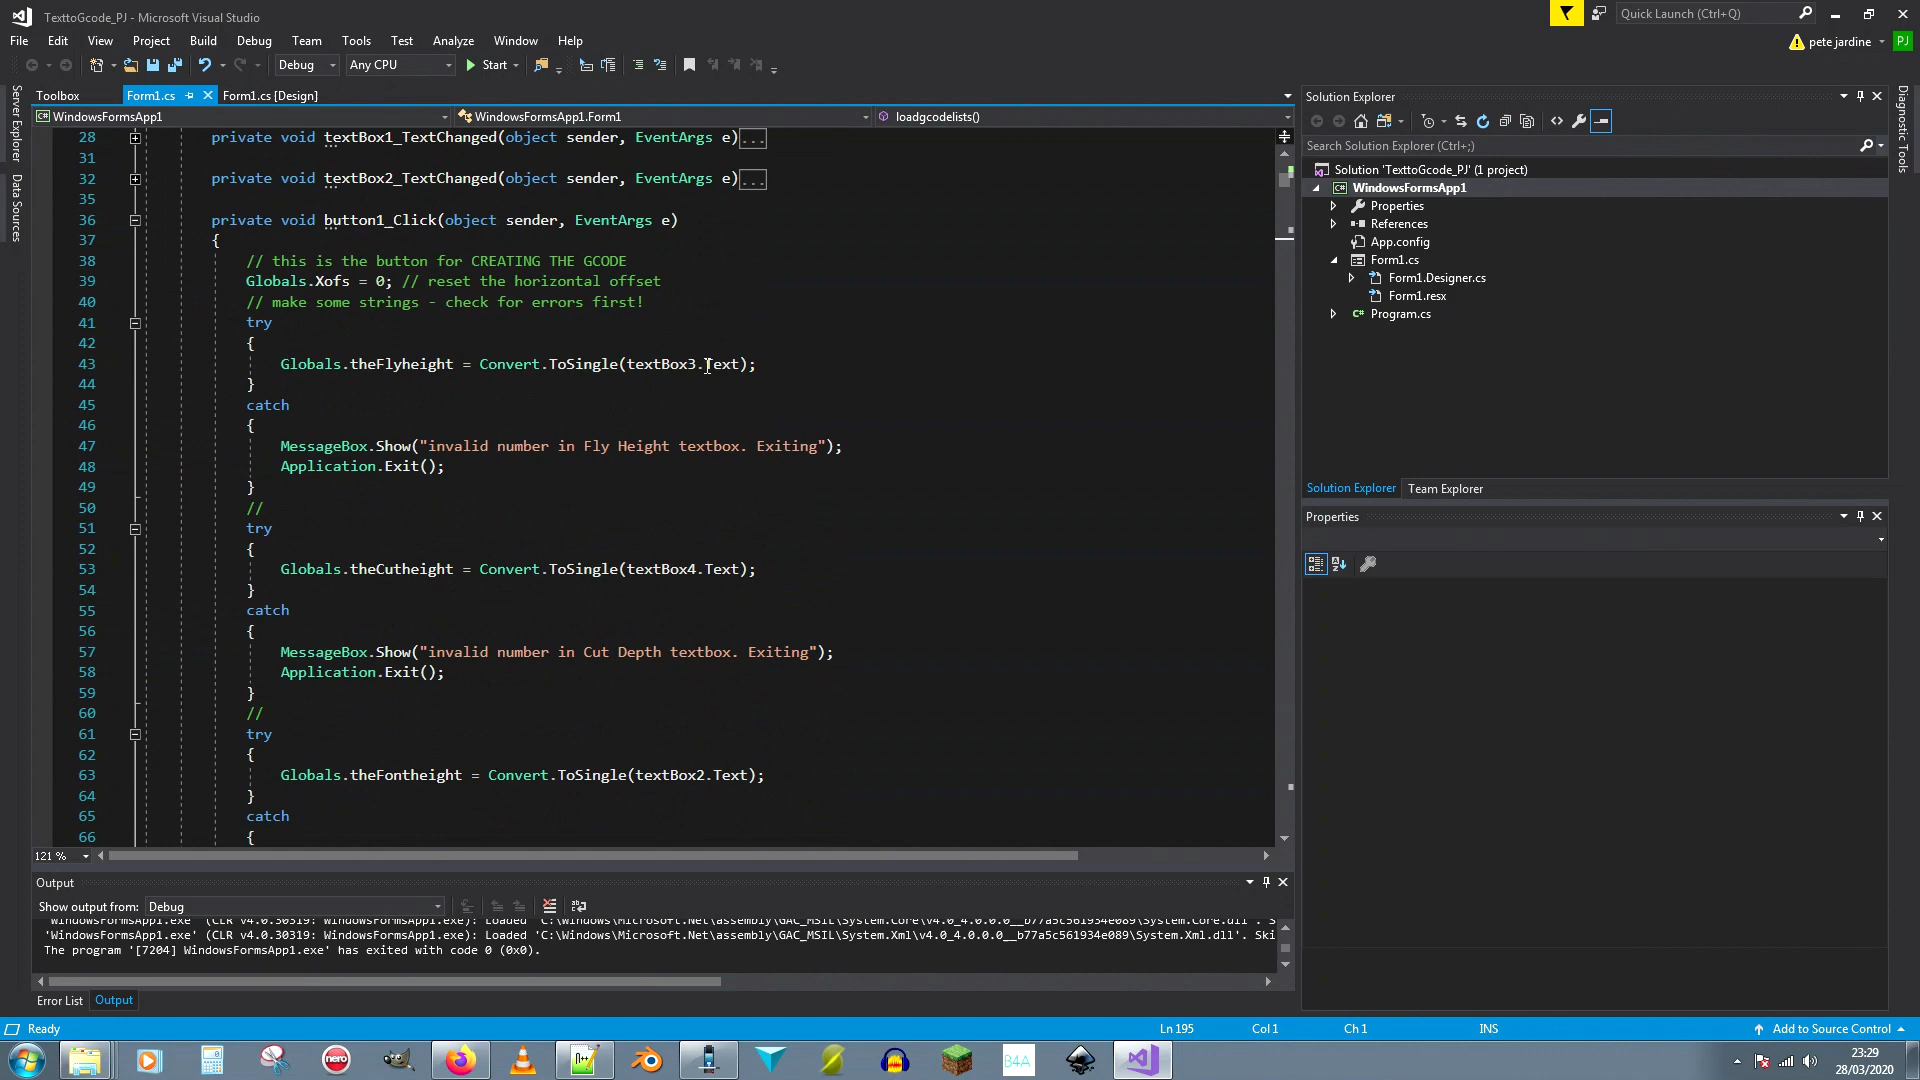 TexttoGcode_PJ - Microsoft Visual Studio
Quick Launch (Ctrl+Q)
File Edit View Project Build Debug Team Tools Test Analyze Window Help
pete jardine PJ
Debug Any CPU Start
Server Explorer
Data Sources
Toolbox Form1.cs Form1.cs [Design]
C# WindowsFormsApp1 WindowsFormsApp1.Form1 loadgcodelists()
28 private void textBox1_TextChanged(object sender, EventArgs e)...
31
32 private void textBox2_TextChanged(object sender, EventArgs e)...
35
36 private void button1_Click(object sender, EventArgs e)
37 {
38 // this is the button for CREATING THE GCODE
39 Globals.Xofs = 0; // reset the horizontal offset
40 // make some strings - check for errors first!
41 try
42 {
43 Globals.theFlyheight = Convert.ToSingle(textBox3.Text);
44 }
45 catch
46 {
47 MessageBox.Show("invalid number in Fly Height textbox. Exiting");
48 Application.Exit();
49 }
50 //
51 try
52 {
53 Globals.theCutheight = Convert.ToSingle(textBox4.Text);
54 }
55 catch
56 {
57 MessageBox.Show("invalid number in Cut Depth textbox. Exiting");
58 Application.Exit();
59 }
60 //
61 try
62 {
63 Globals.theFontheight = Convert.ToSingle(textBox2.Text);
64 }
65 catch
66 {
121 %
Solution Explorer
Search Solution Explorer (Ctrl+;)
Solution 'TexttoGcode_PJ' (1 project)
C# WindowsFormsApp1
Properties
References
App.config
Form1.cs
Form1.Designer.cs
Form1.resx
C# Program.cs
Solution Explorer Team Explorer
Properties
Diagnostic Tools
Output
Show output from: Debug
'WindowsFormsApp1.exe' (CLR v4.0.30319: WindowsFormsApp1.exe): Loaded 'C:\Windows\Microsoft.Net\assembly\GAC_MSIL\System.Core\v4.0_4.0.0.0__b77a5c561934e089\System.Core.dll'. S
'WindowsFormsApp1.exe' (CLR v4.0.30319: WindowsFormsApp1.exe): Loaded 'C:\Windows\Microsoft.Net\assembly\GAC_MSIL\System.Xml\v4.0_4.0.0.0__b77a5c561934e089\System.Xml.dll'. Ski
The program '[7204] WindowsFormsApp1.exe' has exited with code 0 (0x0).
Error List Output
Ready Ln 195 Col 1 Ch 1 INS Add to Source Control
nero B4A
23:29
28/03/2020